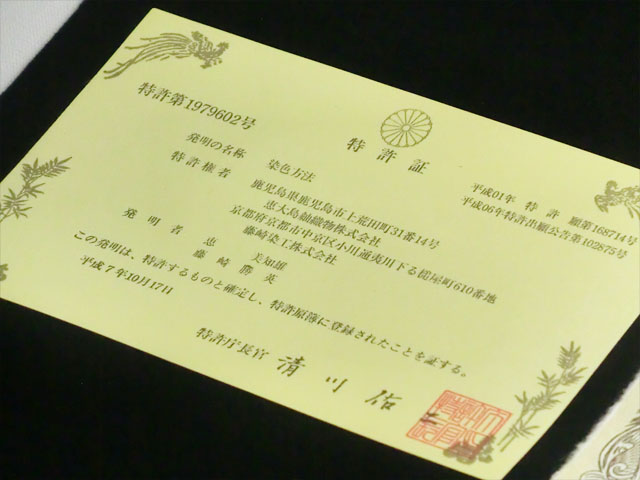 特許第1979602号
特許証
平成01年 特許 願第168714号
平成06年特許出願公告第102875号
発明の名称 染色方法
特許権者 鹿児島県鹿児島市上荒田町31番14号
恵大島紬織物株式会社
京都府京都市中京区小川通夷川下る槌屋町610番地
藤崎染工株式会社
発明者 恵 美知雄
藤崎 勝英
この発明は、特許するものと確定し、特許原簿に登録されたことを証する。
平成7年10月17日
特許庁長官 清川佑二